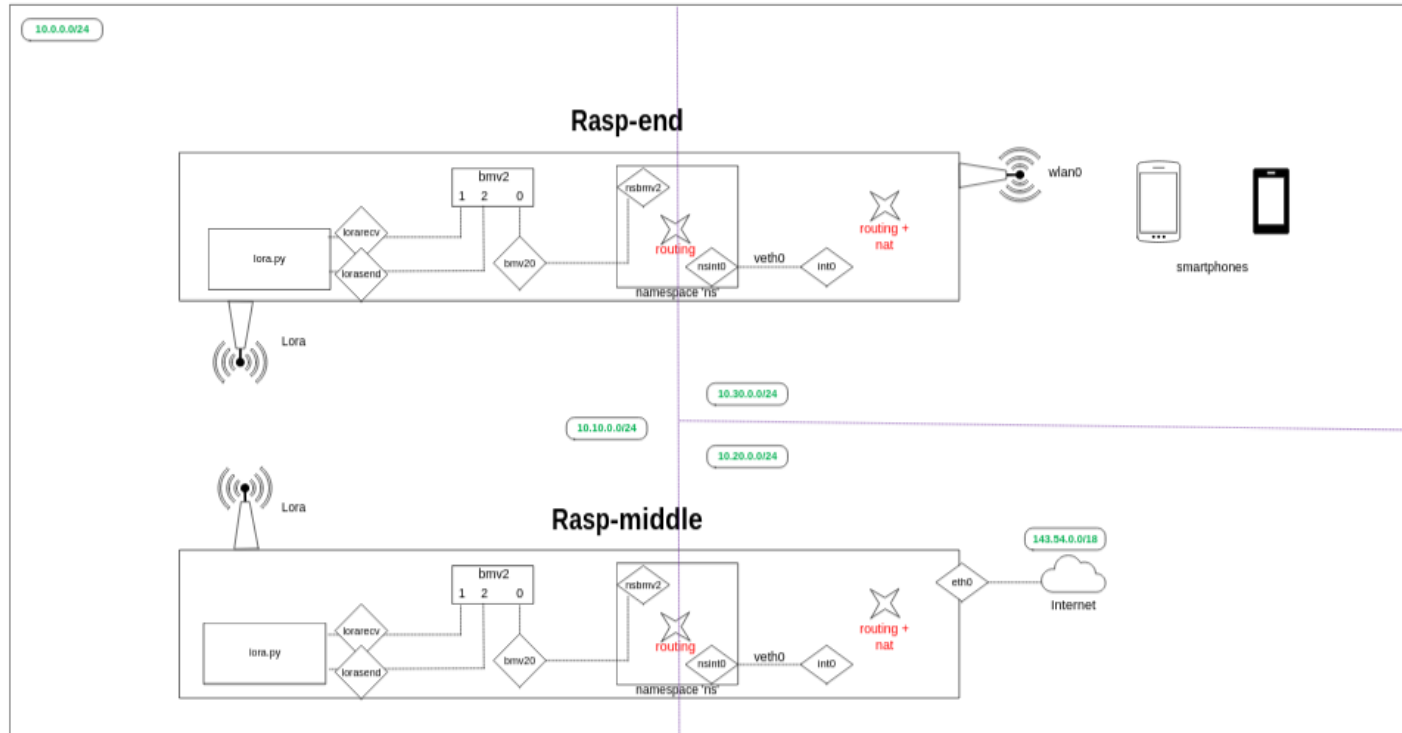 10.0.0.0/24
Rasp-end
bmv2
1 2 0
nsbmv2
wlan0
lorarecv
routing
routing +
nat
lora.py
lorasend
bmv20
nsint0
veth0
int0
smartphones
namespace 'ns'
Lora
10.30.0.0/24
10.10.0.0/24
10.20.0.0/24
Lora
Rasp-middle
143.54.0.0/18
bmv2
1 2 0
nsbmv2
eth0
Internet
lorarecv
routing
routing +
nat
lora.py
lorasend
bmv20
nsint0
veth0
int0
namespace 'ns'